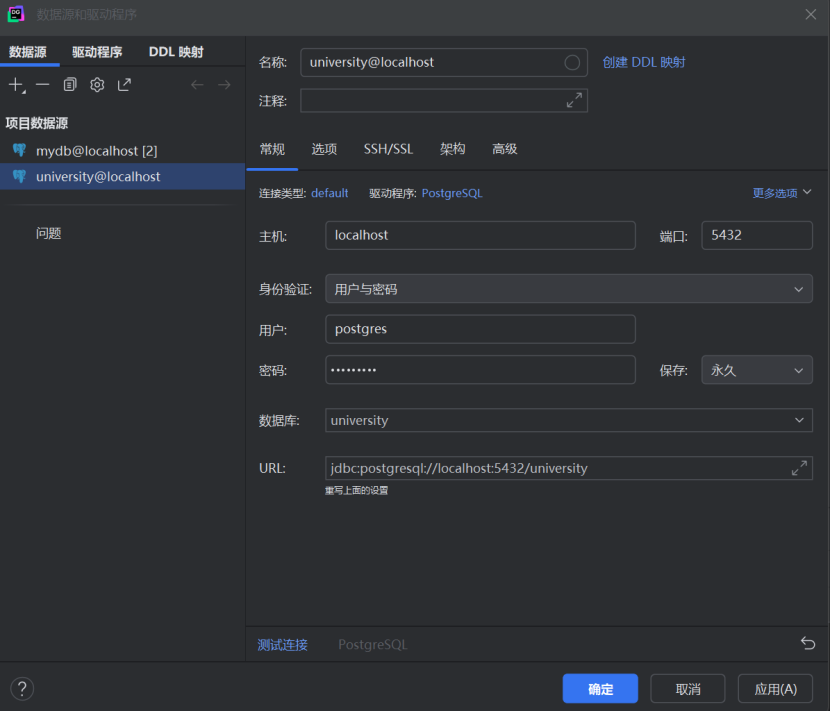 数据源和驱动程序
数据源 驱动程序 DDL 映射
项目数据源
mydb@localhost [2]
university@localhost
问题
名称: university@localhost 创建 DDL 映射
注释:
常规 选项 SSH/SSL 架构 高级
连接类型: default 驱动程序: PostgreSQL 更多选项
主机: localhost 端口: 5432
身份验证: 用户与密码
用户: postgres
密码: ••••••••• 保存: 永久
数据库: university
URL: jdbc:postgresql://localhost:5432/university
重写上面的设置
测试连接 PostgreSQL
? 确定 取消 应用(A)